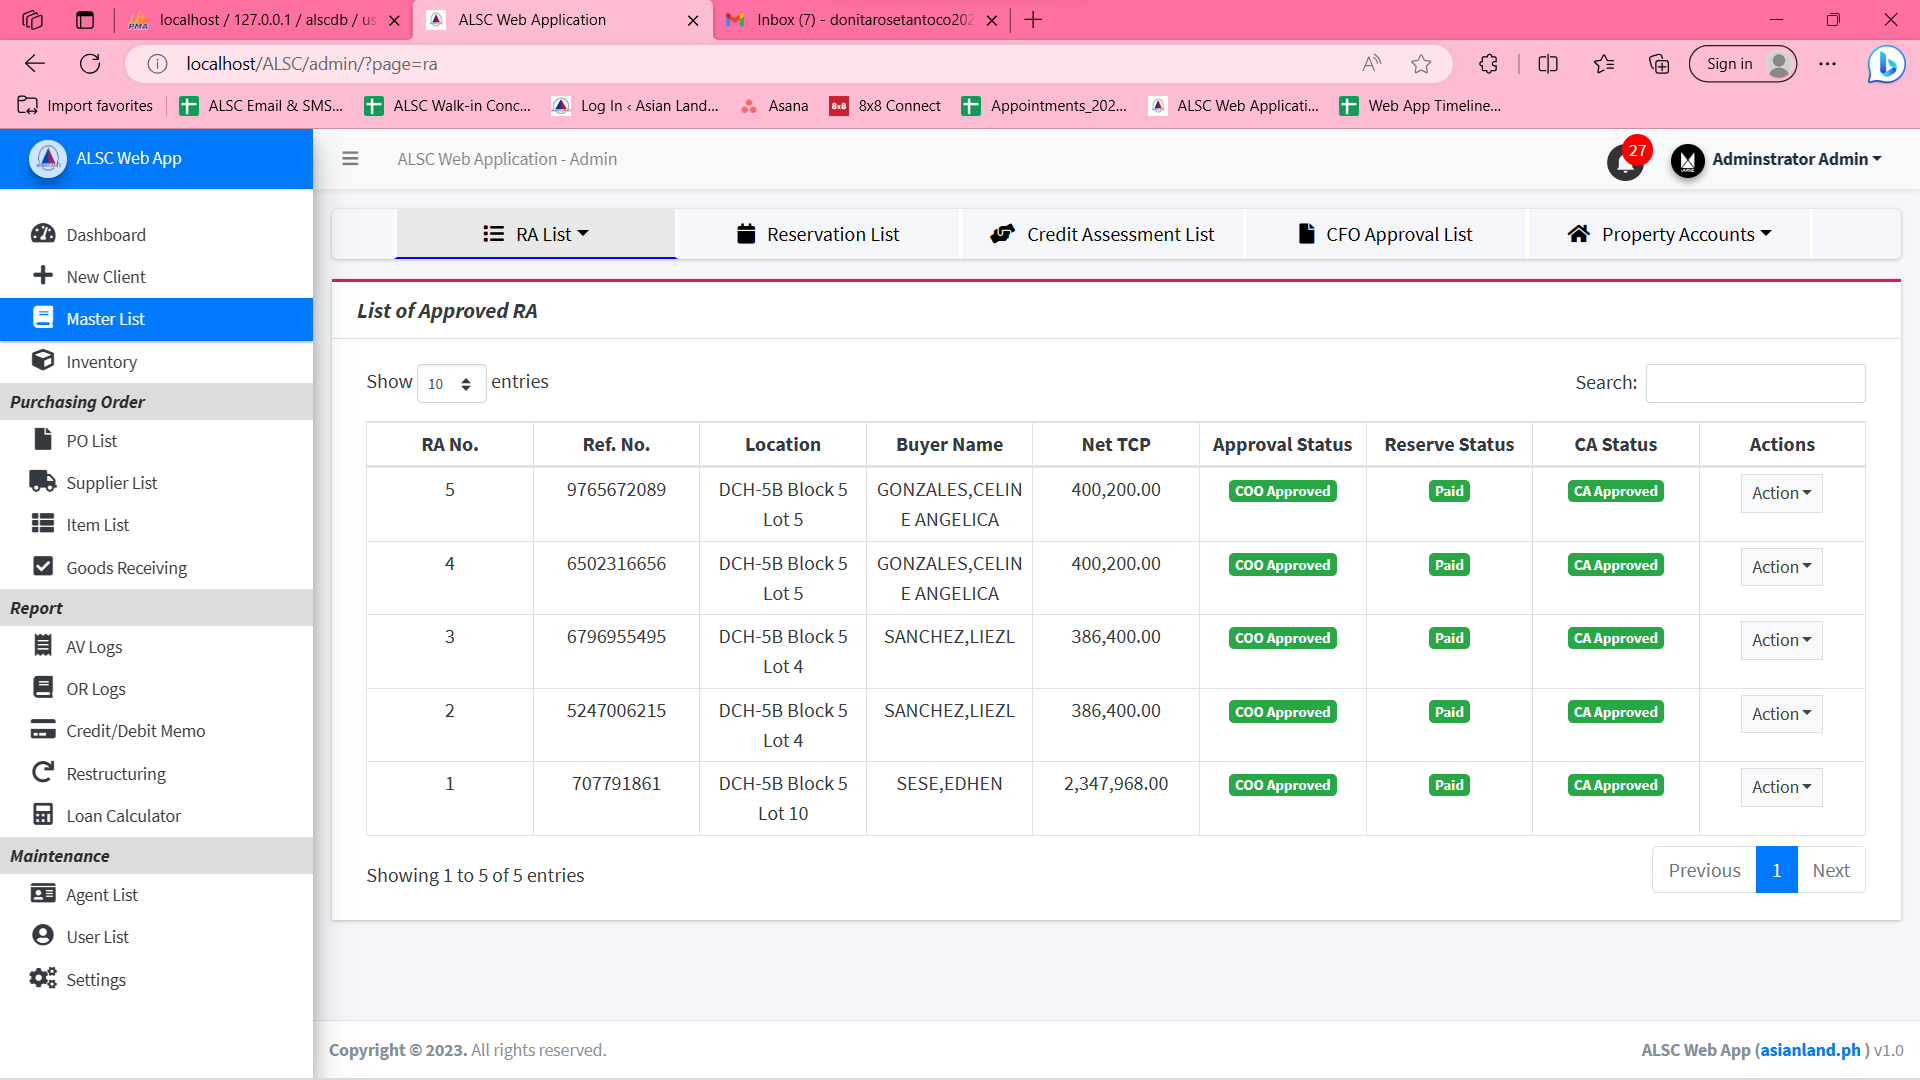 localhost / 127.0.0.1 / alscdb / us
ALSC Web Application
Inbox (7) - donitarosetantoco202
localhost/ALSC/admin/?page=ra
Sign in
Import favorites
ALSC Email & SMS...
ALSC Walk-in Conc...
Log In ‹ Asian Land...
Asana
8x8 Connect
Appointments_202...
ALSC Web Applicati...
Web App Timeline...
ALSC Web App
ALSC Web Application - Admin
27
Adminstrator Admin
Dashboard
New Client
Master List
Inventory
Purchasing Order
PO List
Supplier List
Item List
Goods Receiving
Report
AV Logs
OR Logs
Credit/Debit Memo
Restructuring
Loan Calculator
Maintenance
Agent List
User List
Settings
RA List
Reservation List
Credit Assessment List
CFO Approval List
Property Accounts
List of Approved RA
Show 10 entries
Search:
RA No. Ref. No. Location Buyer Name Net TCP Approval Status Reserve Status CA Status Actions
5 9765672089 DCH-5B Block 5 GONZALES,CELIN 400,200.00 COO Approved Paid CA Approved Action
Lot 5 E ANGELICA
4 6502316656 DCH-5B Block 5 GONZALES,CELIN 400,200.00 COO Approved Paid CA Approved Action
Lot 5 E ANGELICA
3 6796955495 DCH-5B Block 5 SANCHEZ,LIEZL 386,400.00 COO Approved Paid CA Approved Action
Lot 4
2 5247006215 DCH-5B Block 5 SANCHEZ,LIEZL 386,400.00 COO Approved Paid CA Approved Action
Lot 4
1 707791861 DCH-5B Block 5 SESE,EDHEN 2,347,968.00 COO Approved Paid CA Approved Action
Lot 10
Showing 1 to 5 of 5 entries
Previous 1 Next
Copyright © 2023. All rights reserved.
ALSC Web App (asianland.ph ) v1.0